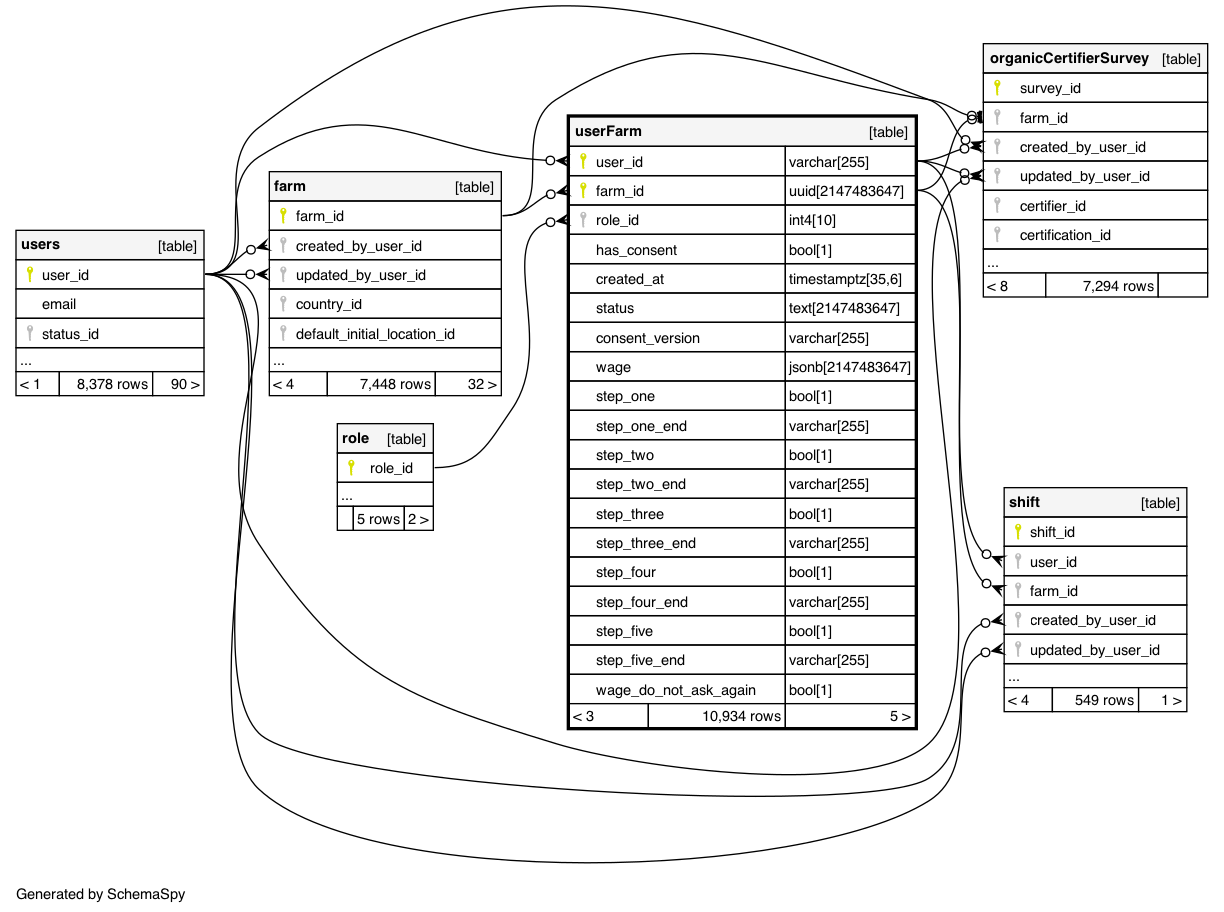 users [table]
user_id
email
status_id
...
< 1 8,378 rows 90 >
farm [table]
farm_id
created_by_user_id
updated_by_user_id
country_id
default_initial_location_id
...
< 4 7,448 rows 32 >
role [table]
role_id
...
5 rows 2 >
userFarm [table]
user_id varchar[255]
farm_id uuid[2147483647]
role_id int4[10]
has_consent bool[1]
created_at timestamptz[35,6]
status text[2147483647]
consent_version varchar[255]
wage jsonb[2147483647]
step_one bool[1]
step_one_end varchar[255]
step_two bool[1]
step_two_end varchar[255]
step_three bool[1]
step_three_end varchar[255]
step_four bool[1]
step_four_end varchar[255]
step_five bool[1]
step_five_end varchar[255]
wage_do_not_ask_again bool[1]
< 3 10,934 rows 5 >
organicCertifierSurvey [table]
survey_id
farm_id
created_by_user_id
updated_by_user_id
certifier_id
certification_id
...
< 8 7,294 rows
shift [table]
shift_id
user_id
farm_id
created_by_user_id
updated_by_user_id
...
< 4 549 rows 1 >
Generated by SchemaSpy